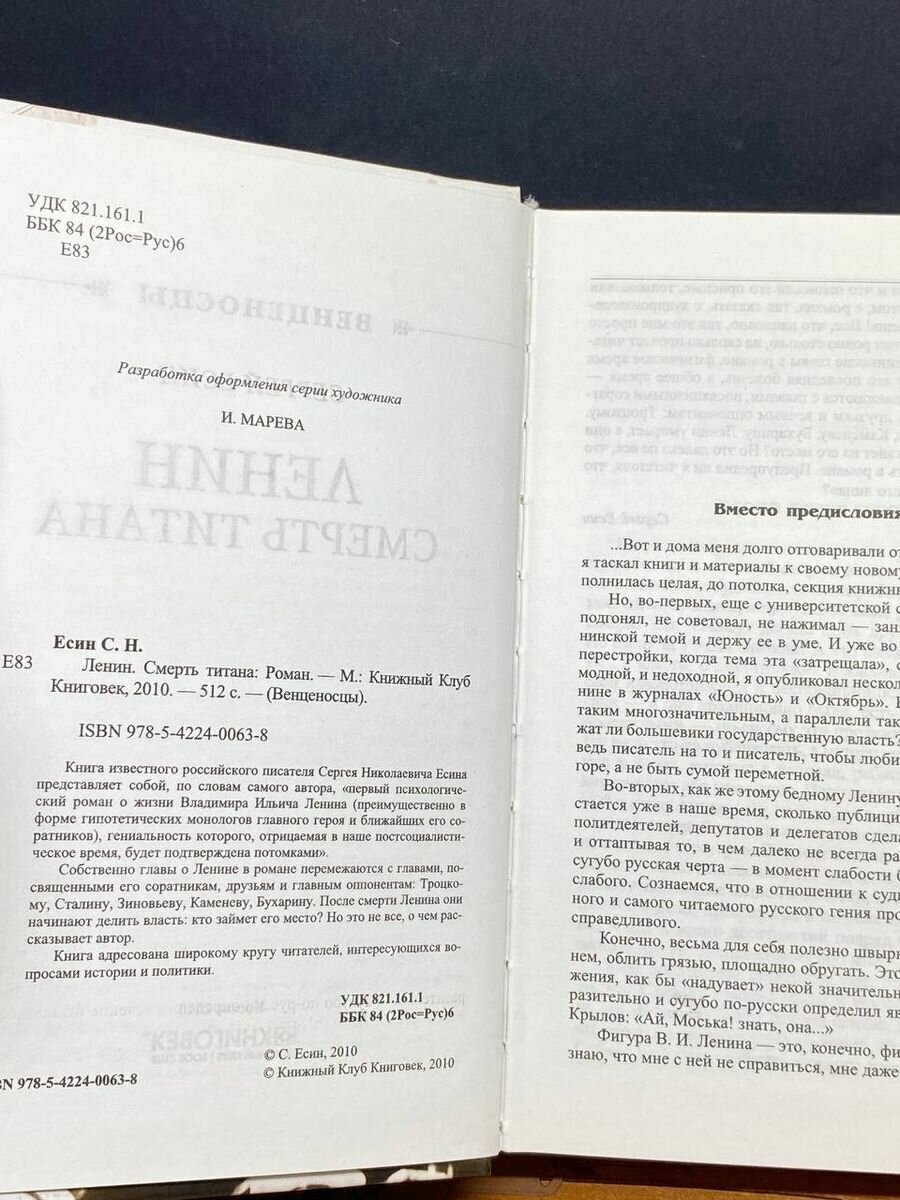 УДК 821.161.1
ББК 84 (2Рос=Рус)6
Е83
Разработка оформления серии художника
И. МАРЕВА
Есин С. Н.
Е83 Ленин. Смерть титана: Роман. — М.: Книжный Клуб
Книговек, 2010. — 512 с. — (Венценосцы).
ISBN 978-5-4224-0063-8
Книга известного российского писателя Сергея Николаевича Есина
представляет собой, по словам самого автора, «первый психологиче-
ский роман о жизни Владимира Ильича Ленина (преимущественно в
форме гипотетических монологов главного героя и ближайших его со-
ратников), гениальность которого, отрицаемая в наше постсоциалисти-
ческое время, будет подтверждена потомками».
Собственно главы о Ленине в романе перемежаются с главами, по-
священными его соратникам, друзьям и главным оппонентам: Троцко-
му, Сталину, Зиновьеву, Каменеву, Бухарину. После смерти Ленина они
начинают делить власть: кто займет его место? Но это не все, о чем рас-
сказывает автор.
Книга адресована широкому кругу читателей, интересующихся во-
просами истории и политики.
УДК 821.161.1
ББК 84 (2Рос=Рус)6
© С. Есин, 2010
© Книжный Клуб Книговек, 2010
BN 978-5-4224-0063-8
Вместо предисловия
...Вот и дома меня долго отговаривали от
я таскал книги и материалы к своему новому
полнилась целая, до потолка, секция книжн
Но, во-первых, еще с университетской с
подгонял, не советовал, не нажимал — зан
нинской темой и держу ее в уме. И уже во
перестройки, когда тема эта «затрещала», с
модной, и недоходной, я опубликовал нескол
нине в журналах «Юность» и «Октябрь».
таким многозначительным, а параллели так
жат ли большевики государственную власть?
ведь писатель на то и писатель, чтобы люби
горе, а не быть сумой переметной.
Во-вторых, как же этому бедному Ленину
стается уже в наше время, сколько публици
политдеятелей, депутатов и делегатов сдела
и оттаптывая то, в чем далеко не всегда ра
сугубо русская черта — в момент слабости б
слабого. Сознаемся, что в отношении к судь
ного и самого читаемого русского гения про
справедливого.
Конечно, весьма для себя полезно швыр
нем, облить грязью, площадно обругать. Это
жения, как бы «надувает» некой значительн
разительно и сугубо по-русски определил яв
Крылов: «Ай, Моська! знать, она...»
Фигура В. И. Ленина — это, конечно, фи
знаю, что мне с ней не справиться, мне даже